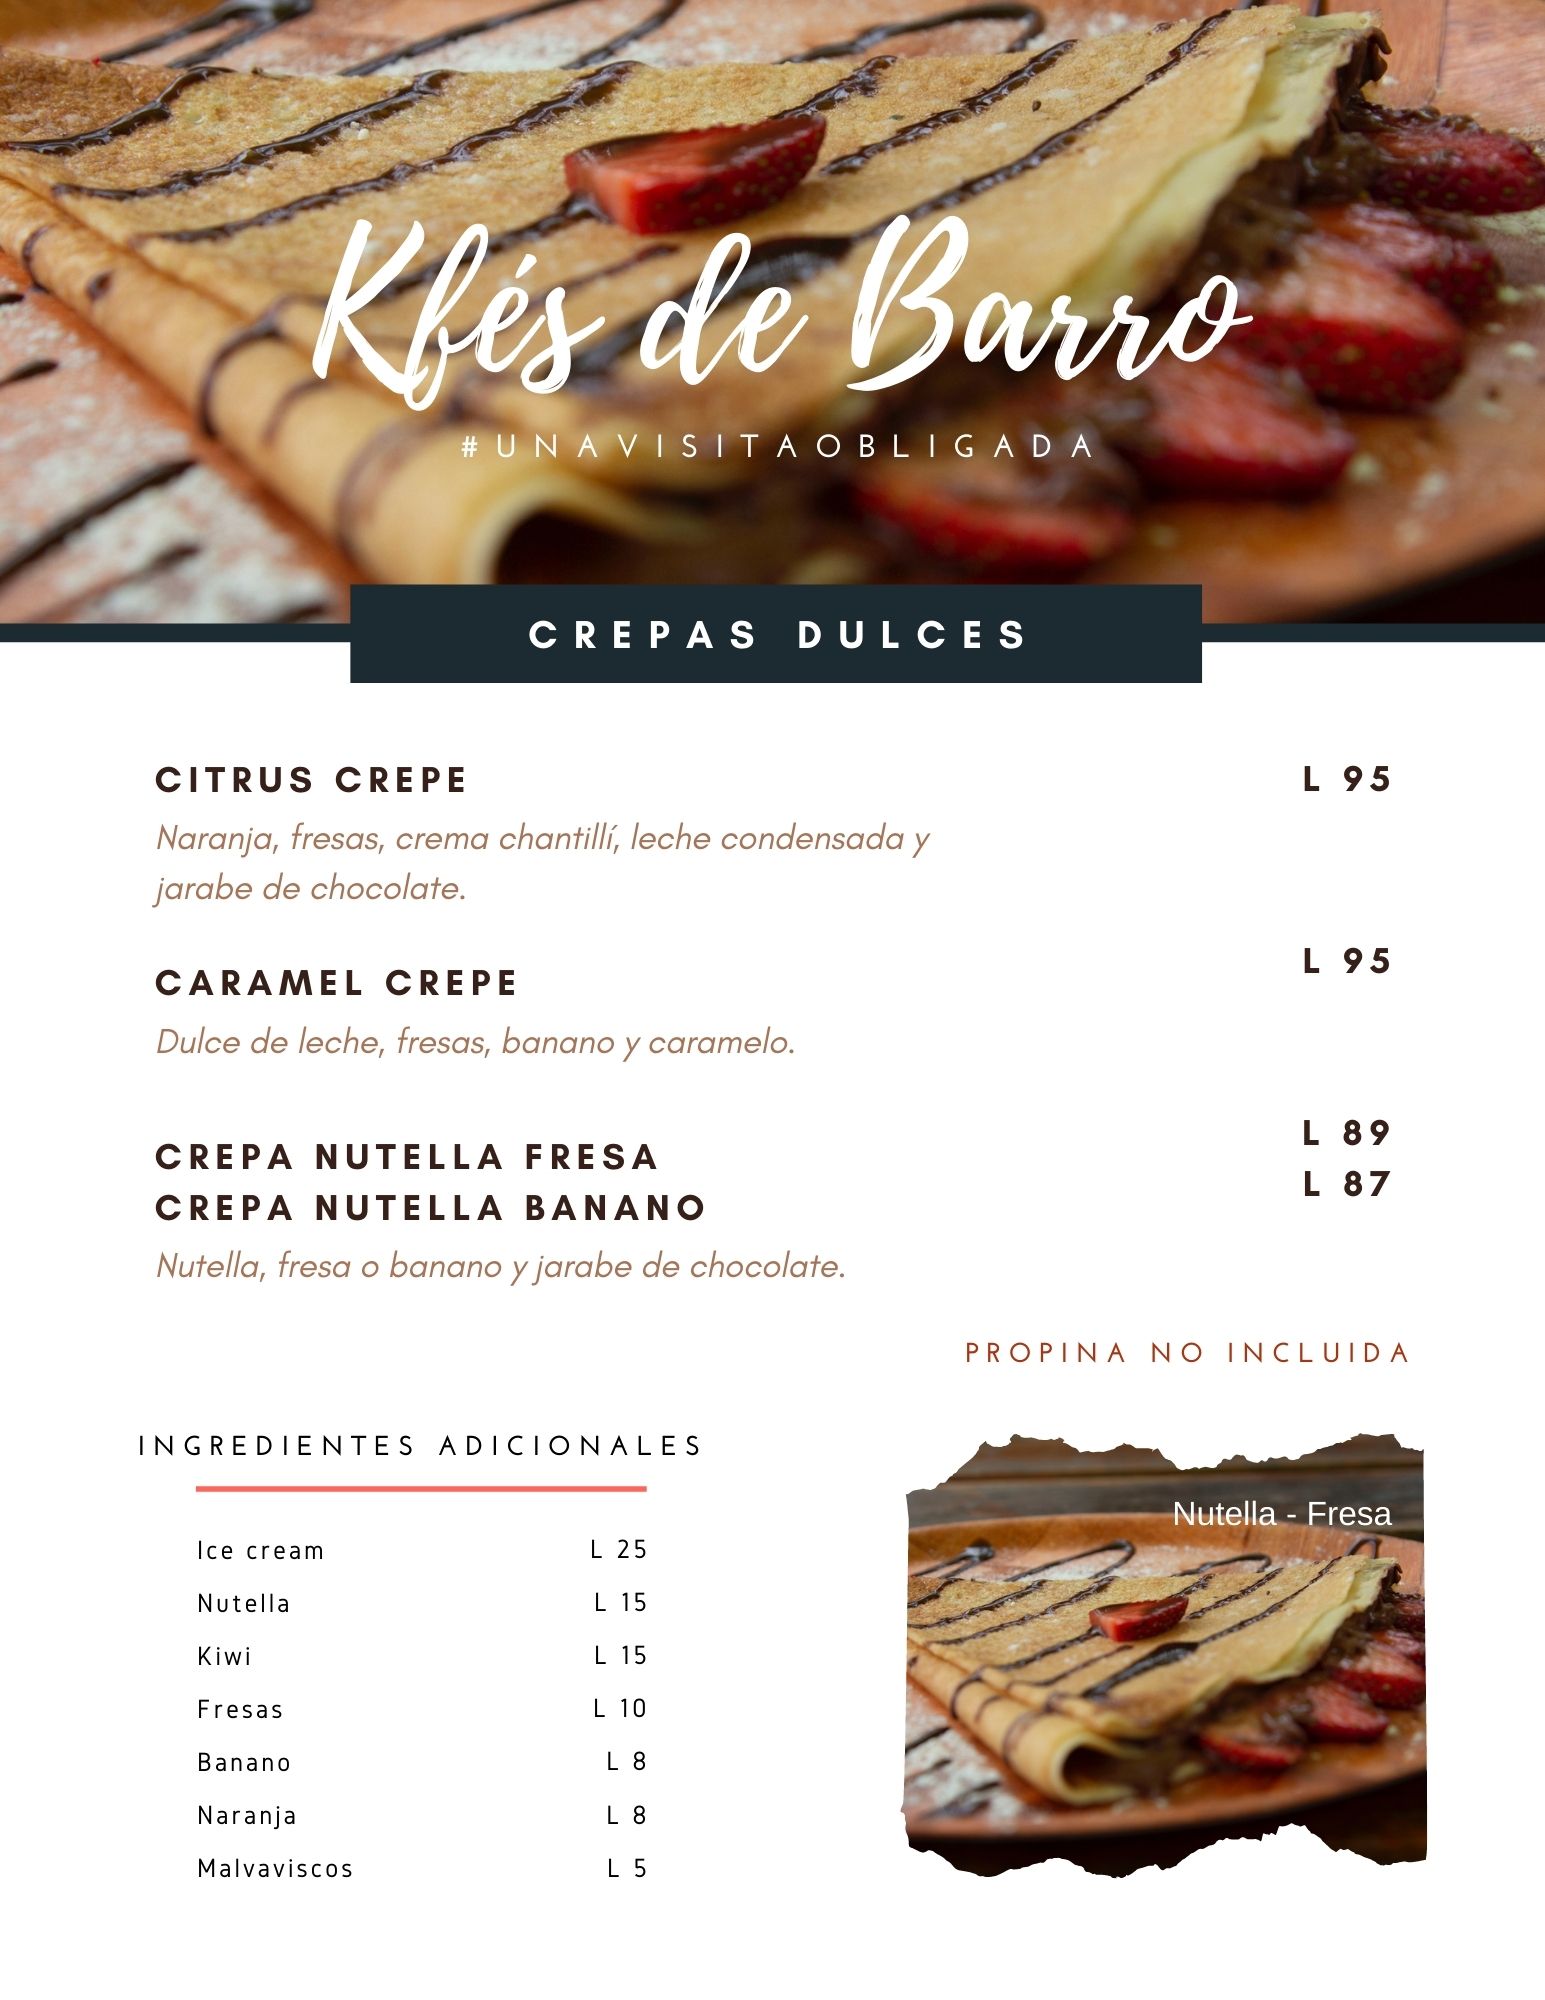 Kfés de Barro
#UNAVISITAOBLIGADA
CREPAS DULCES
CITRUS CREPE L 95
Naranja, fresas, crema chantillí, leche condensada y
jarabe de chocolate.
CARAMEL CREPE L 95
Dulce de leche, fresas, banano y caramelo.
CREPA NUTELLA FRESA L 89
CREPA NUTELLA BANANO L 87
Nutella, fresa o banano y jarabe de chocolate.
PROPINA NO INCLUIDA
INGREDIENTES ADICIONALES
Ice cream L 25
Nutella L 15
Kiwi L 15
Fresas L 10
Banano L 8
Naranja L 8
Malvaviscos L 5
Nutella - Fresa